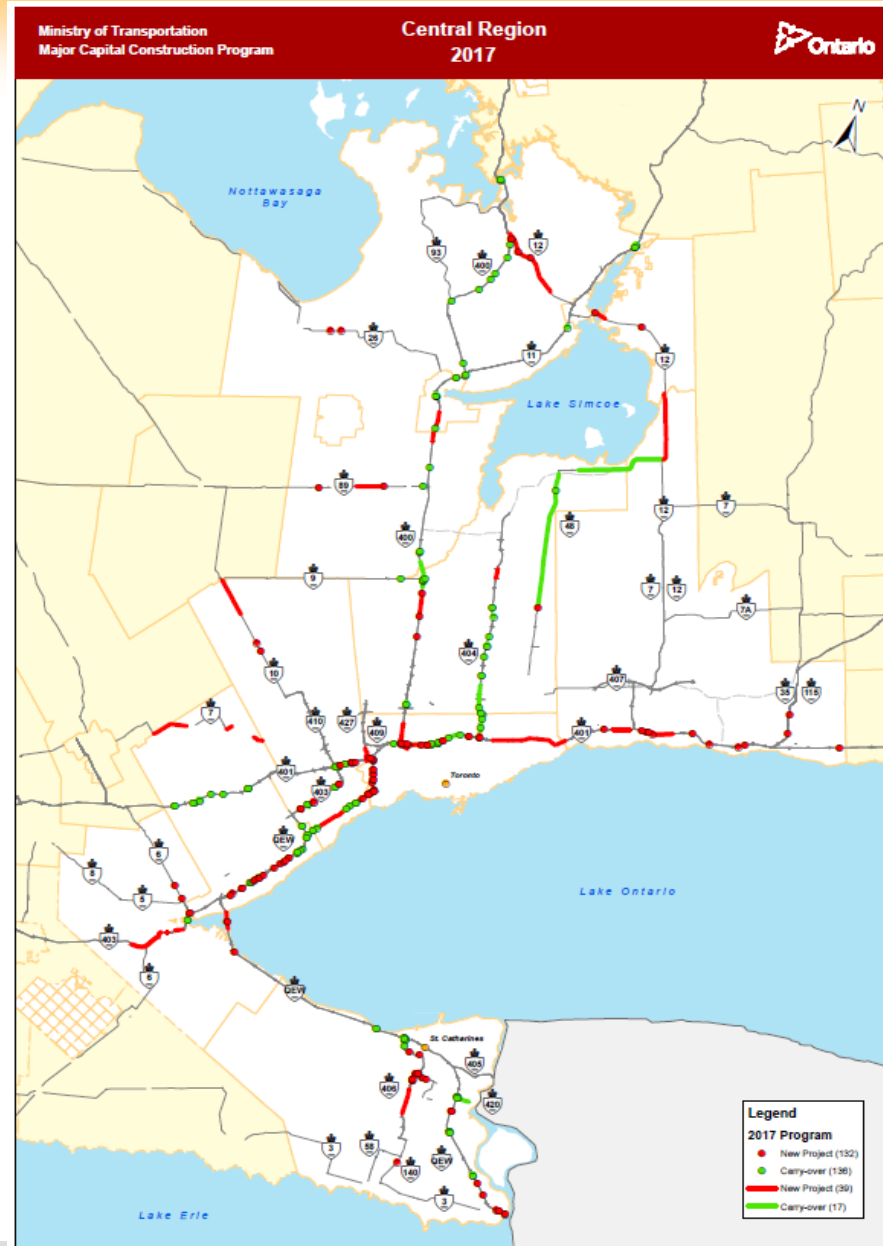 Ministry of Transportation
Major Capital Construction Program
Central Region
2017
Ontario
N
Nottawasaga
Bay
12
93
400
26
11
12
Lake Simcoe
89
12
7
400
48
9
7
12
7A
404
10
407
35
115
7
410
427
409
401
401
403
Toronto
QEW
6
8
5
Lake Ontario
403
6
QEW
St. Catharines
405
406
420
3
58
QEW
140
3
Lake Erie
Legend
2017 Program
New Project (132)
Carry-over (136)
New Project (39)
Carry-over (17)